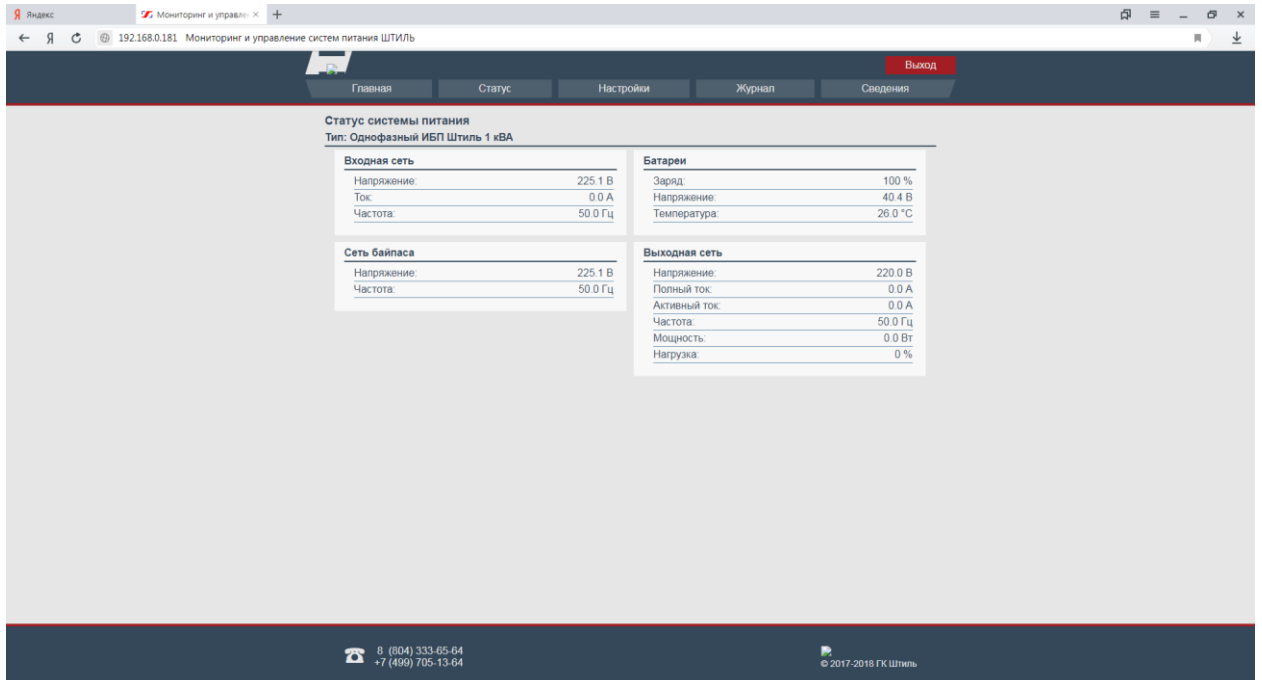 Я Яндекс
Мониторинг и управле
Я 192.168.0.181 Мониторинг и управление систем питания ШТИЛЬ
Выход
Главная Статус Настройки Журнал Сведения
Статус системы питания
Тип: Однофазный ИБП Штиль 1 кВА
Входная сеть
Напряжение: 225.1 В
Ток: 0.0 А
Частота: 50.0 Гц
Батареи
Заряд: 100 %
Напряжение: 40.4 В
Температура: 26.0 °C
Сеть байпаса
Напряжение: 225.1 В
Частота: 50.0 Гц
Выходная сеть
Напряжение: 220.0 В
Полный ток: 0.0 А
Активный ток: 0.0 А
Частота: 50.0 Гц
Мощность: 0.0 Вт
Нагрузка: 0 %
8 (804) 333-65-64
+7 (499) 705-13-64
© 2017-2018 ГК Штиль